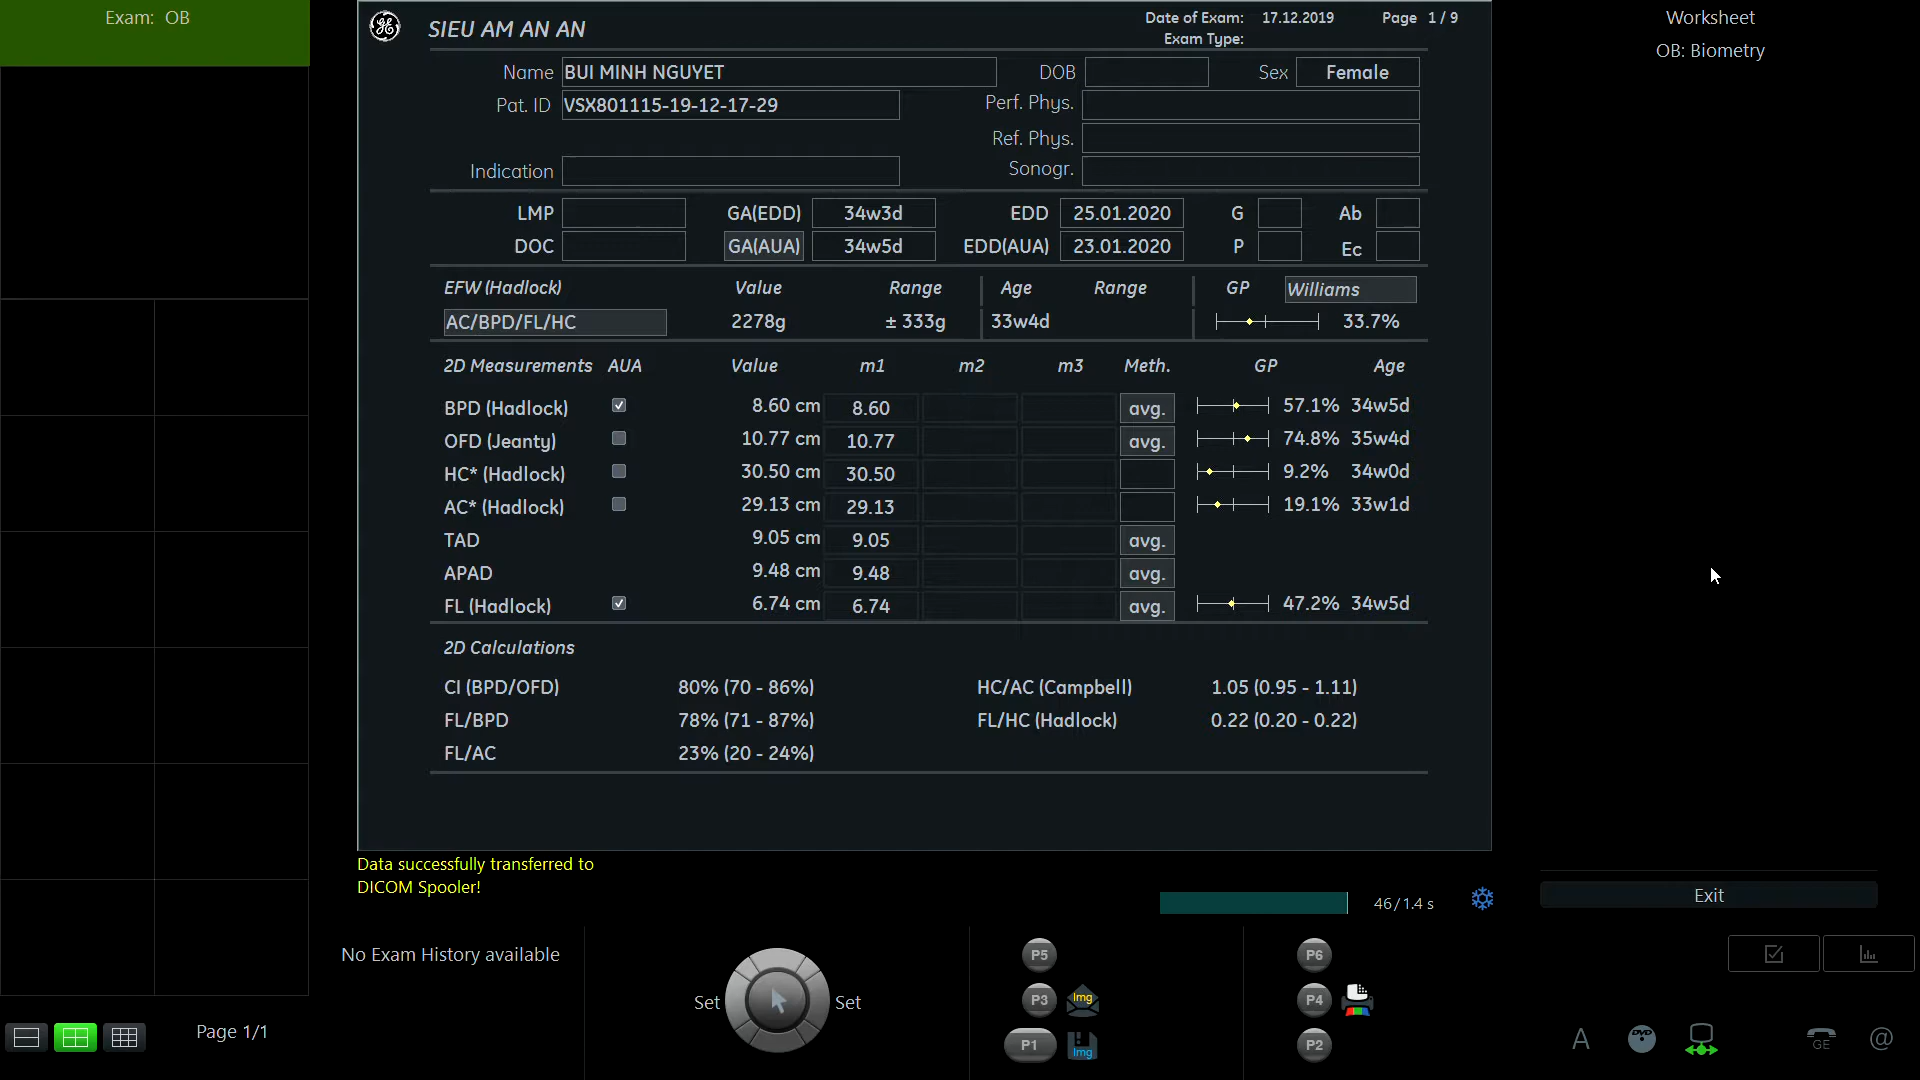 Exam: OB
SIEU AM AN AN
Date of Exam: 17.12.2019 Page 1 / 9
Exam Type:
Worksheet
OB: Biometry
Name BUI MINH NGUYET DOB Sex Female
Pat. ID VSX801115-19-12-17-29 Perf. Phys.
Ref. Phys.
Indication Sonogr.
LMP GA(EDD) 34w3d EDD 25.01.2020 G Ab
DOC GA(AUA) 34w5d EDD(AUA) 23.01.2020 P Ec
EFW (Hadlock) Value Range Age Range GP Williams
AC/BPD/FL/HC 2278g ± 333g 33w4d 33.7%
2D Measurements AUA Value m1 m2 m3 Meth. GP Age
BPD (Hadlock) 8.60 cm 8.60 avg. 57.1% 34w5d
OFD (Jeanty) 10.77 cm 10.77 avg. 74.8% 35w4d
HC* (Hadlock) 30.50 cm 30.50 9.2% 34w0d
AC* (Hadlock) 29.13 cm 29.13 19.1% 33w1d
TAD 9.05 cm 9.05 avg.
APAD 9.48 cm 9.48 avg.
FL (Hadlock) 6.74 cm 6.74 avg. 47.2% 34w5d
2D Calculations
CI (BPD/OFD) 80% (70 - 86%) HC/AC (Campbell) 1.05 (0.95 - 1.11)
FL/BPD 78% (71 - 87%) FL/HC (Hadlock) 0.22 (0.20 - 0.22)
FL/AC 23% (20 - 24%)
Data successfully transferred to
DICOM Spooler!
46 / 1.4 s
Exit
No Exam History available
Set Set
P5
P3 Img
P1 Img
P6
P4
P2
Page 1/1
A DVD GE @